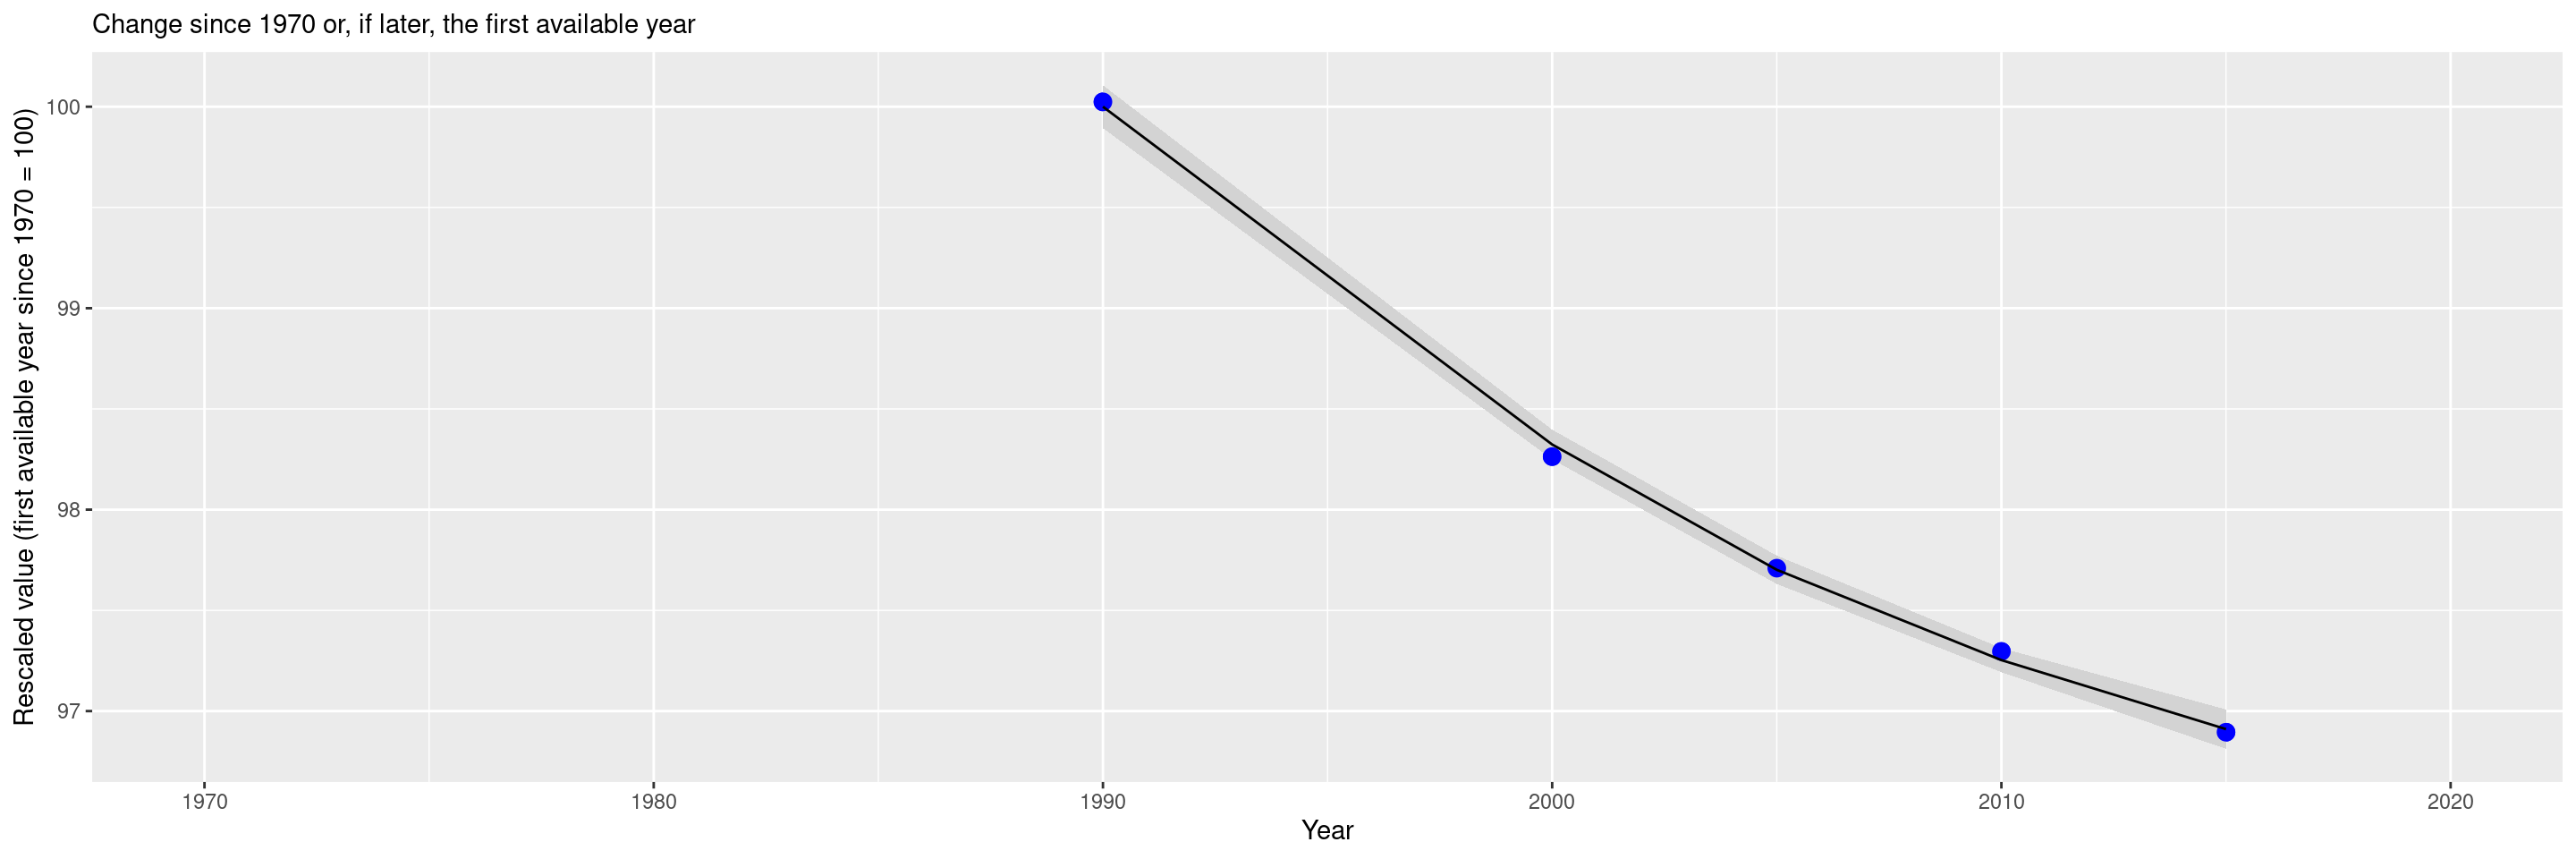 Change since 1970 or, if later, the first available year
Rescaled value (first available year since 1970 = 100)
100
99
98
97
1970 1980 1990 2000 2010 2020
Year